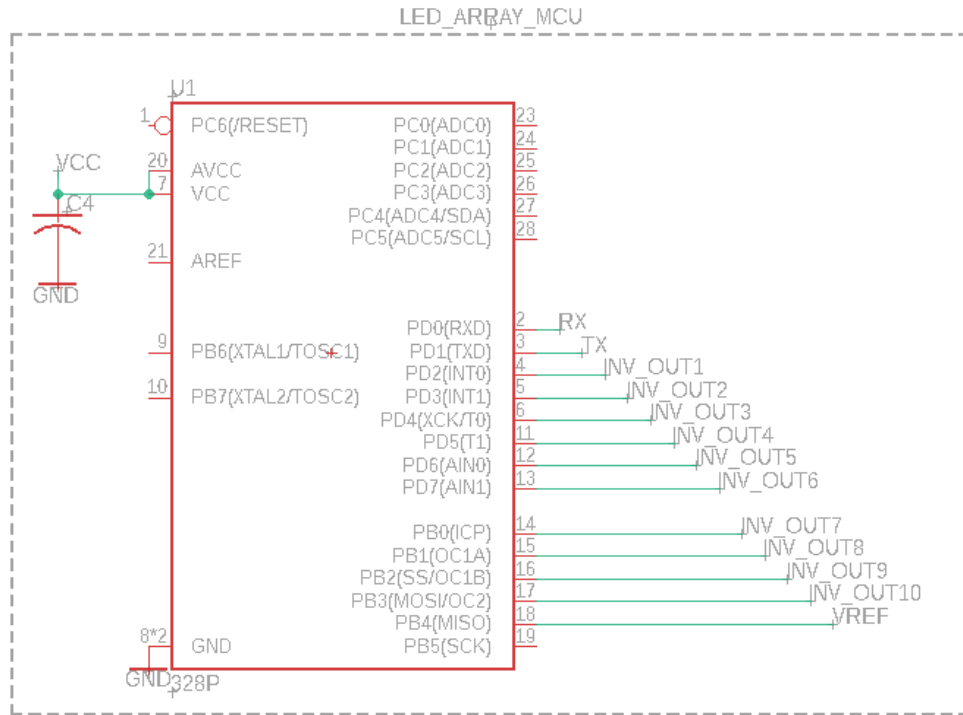 LED_ARRAY_MCU
U1
1 PC6(/RESET) PC0(ADC0) 23
PC1(ADC1) 24
VCC 20 AVCC PC2(ADC2) 25
7 VCC PC3(ADC3) 26
C4 PC4(ADC4/SDA) 27
PC5(ADC5/SCL) 28
21 AREF
GND
PD0(RXD) 2 RX
9 PB6(XTAL1/TOSC1) PD1(TXD) 3 TX
PD2(INT0) 4 INV_OUT1
10 PB7(XTAL2/TOSC2) PD3(INT1) 5 INV_OUT2
PD4(XCK/T0) 6 INV_OUT3
PD5(T1) 11 INV_OUT4
PD6(AIN0) 12 INV_OUT5
PD7(AIN1) 13 INV_OUT6
PB0(ICP) 14 INV_OUT7
PB1(OC1A) 15 INV_OUT8
PB2(SS/OC1B) 16 INV_OUT9
PB3(MOSI/OC2) 17 INV_OUT10
PB4(MISO) 18 VREF
8*2 GND PB5(SCK) 19
GND 328P